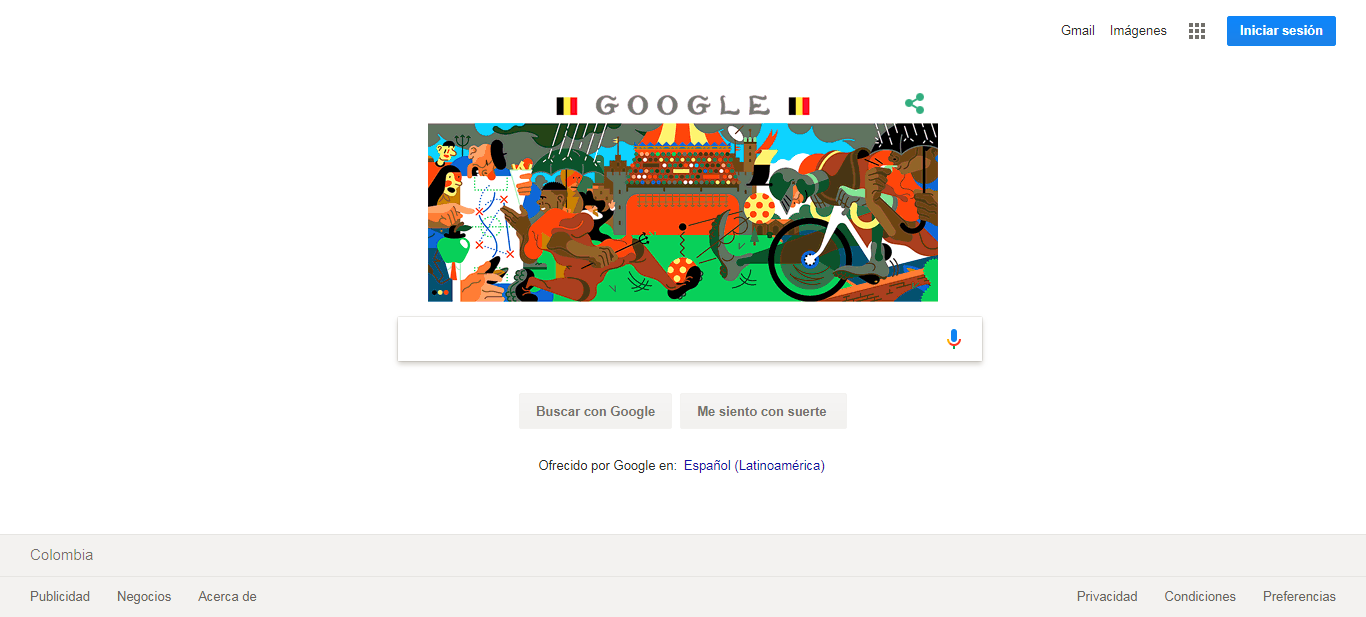 Gmail Imágenes Iniciar sesión
GOOGLE
Buscar con Google Me siento con suerte
Ofrecido por Google en: Español (Latinoamérica)
Colombia
Publicidad Negocios Acerca de Privacidad Condiciones Preferencias